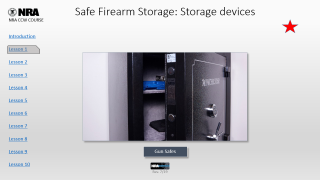 NRA
NRA CCW COURSE
Safe Firearm Storage: Storage devices
Introduction
Lesson 1
Lesson 2
Lesson 3
Lesson 4
Lesson 5
Lesson 6
Lesson 7
Lesson 8
Lesson 9
Lesson 10
Gun Safes